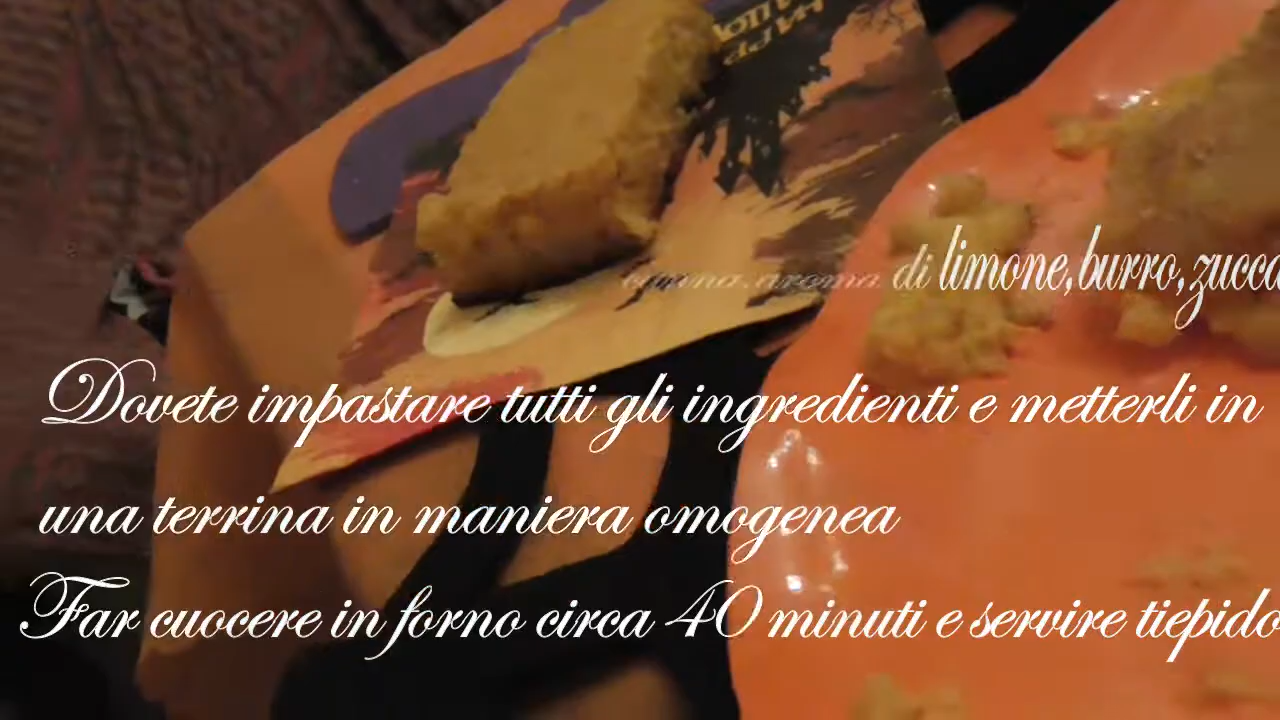 di limone,burro,zucca
Dovete impastare tutti gli ingredienti e metterli in
una terrina in maniera omogenea
Far cuocere in forno circa 40 minuti e servire tiepido